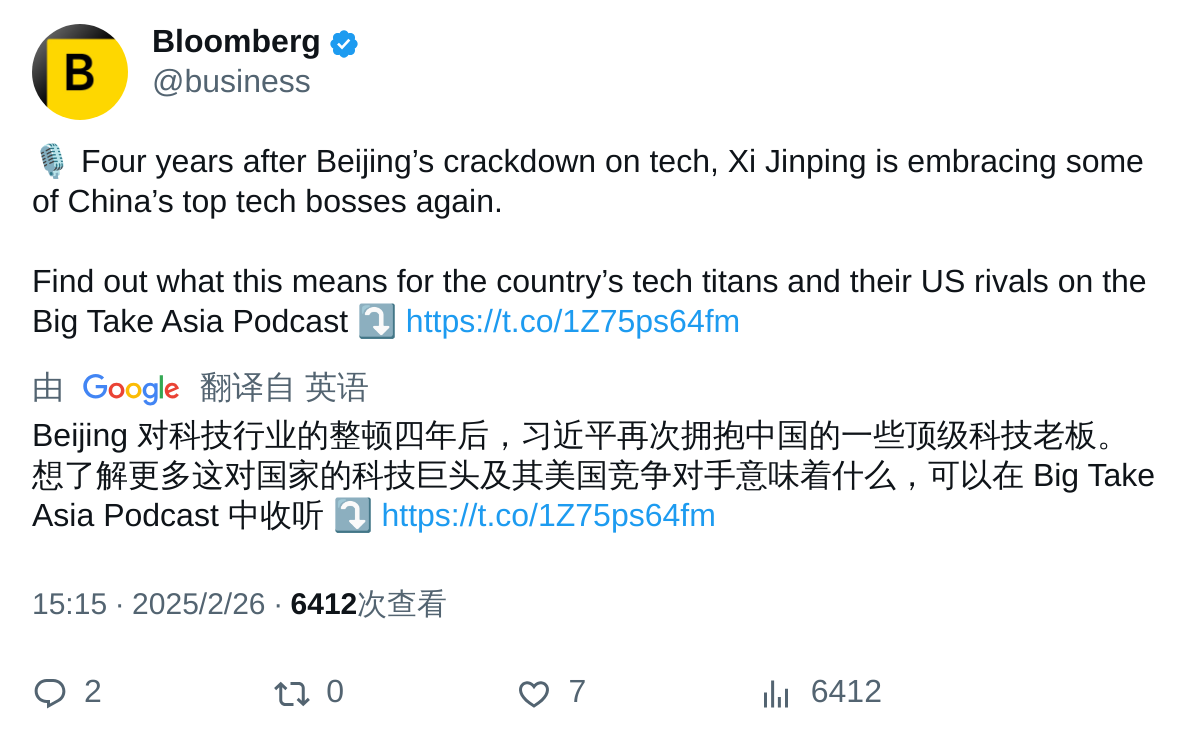 B
Bloomberg
@business
🎙️ Four years after Beijing’s crackdown on tech, Xi Jinping is embracing some
of China’s top tech bosses again.
Find out what this means for the country’s tech titans and their US rivals on the
Big Take Asia Podcast ⤵️ https://t.co/1Z75ps64fm
由 Google 翻译自 英语
Beijing 对科技行业的整顿四年后，习近平再次拥抱中国的一些顶级科技老板。
想了解更多这对国家的科技巨头及其美国竞争对手意味着什么，可以在 Big Take
Asia Podcast 中收听 ⤵️ https://t.co/1Z75ps64fm
15:15 · 2025/2/26 · 6412次查看
2 0 7 6412